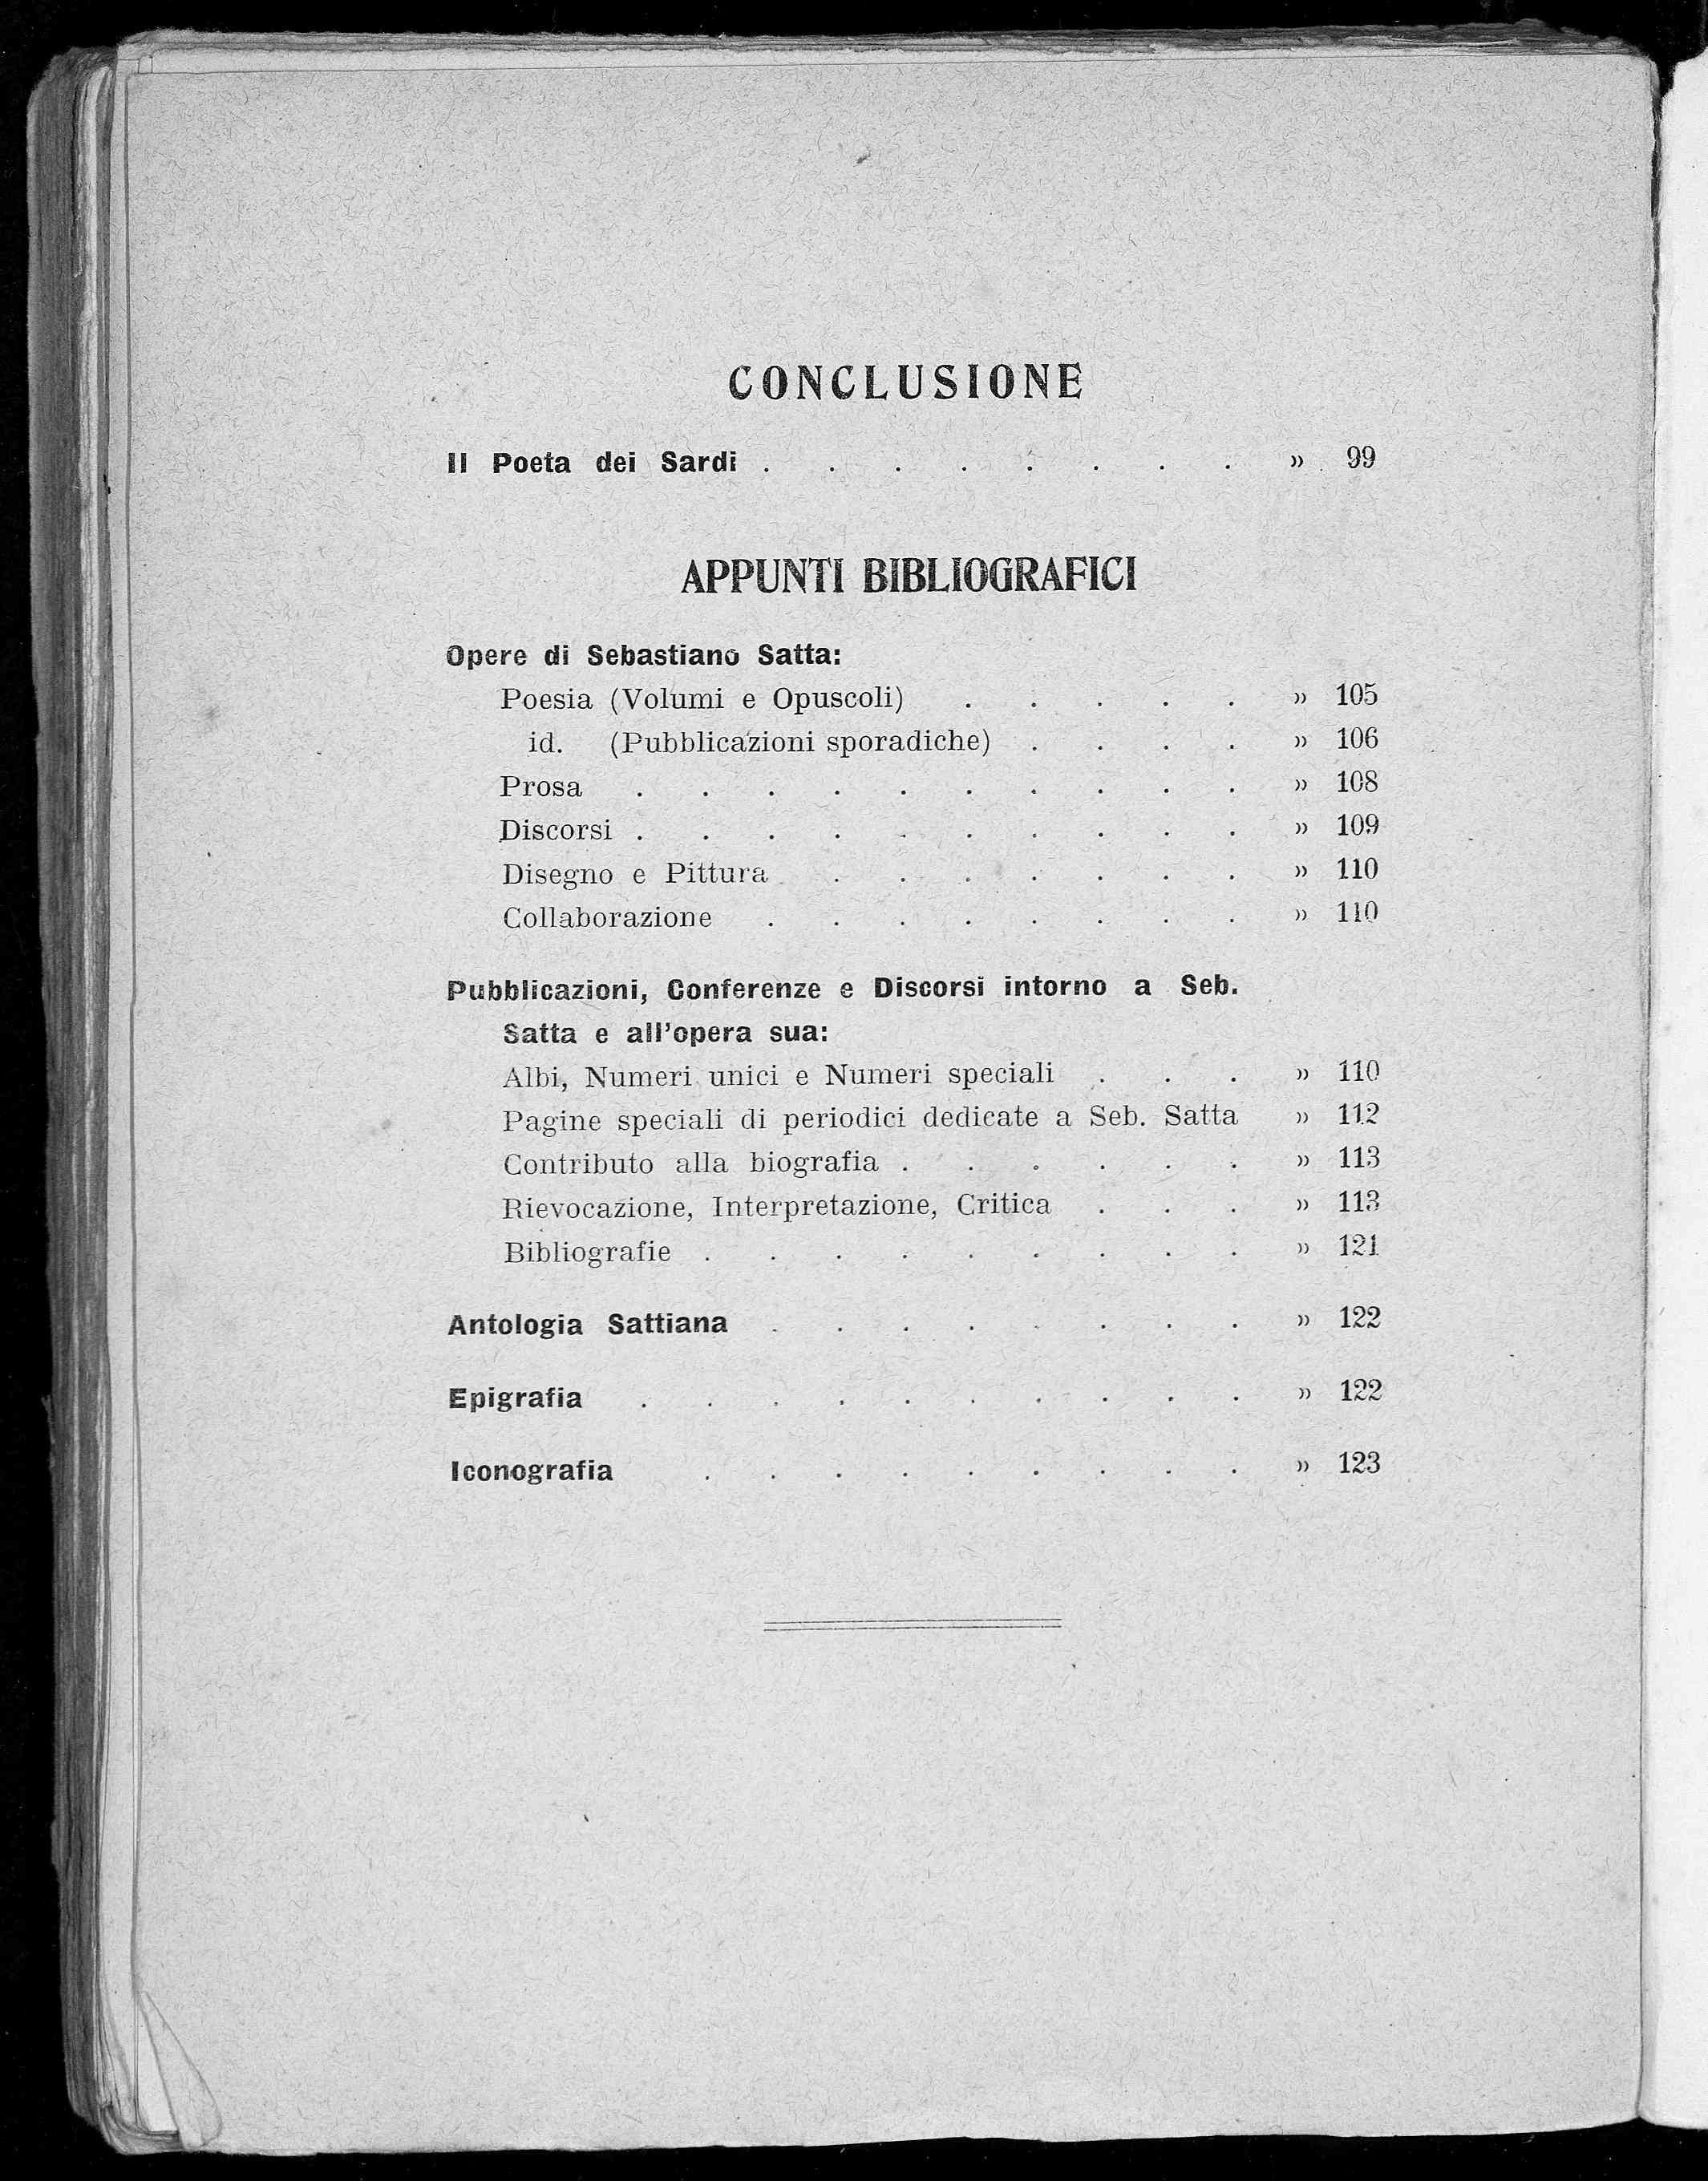 CONCLUSIONE
Il Poeta dei Sardi . . . . . . . . » 99
APPUNTI BIBLIOGRAFICI
Opere di Sebastiano Satta:
Poesia (Volumi e Opuscoli) . . . . . » 105
id. (Pubblicazioni sporadiche) . . . . » 106
Prosa . . . . . . . . . . » 108
Discorsi . . . . . . . . . . » 109
Disegno e Pittura . . . . . . . » 110
Collaborazione . . . . . . . . » 110
Pubblicazioni, Conferenze e Discorsi intorno a Seb.
Satta e all'opera sua:
Albi, Numeri unici e Numeri speciali . . . » 110
Pagine speciali di periodici dedicate a Seb. Satta » 112
Contributo alla biografia . . . . . . » 113
Rievocazione, Interpretazione, Critica . . . » 113
Bibliografie . . . . . . . . . » 121
Antologia Sattiana . . . . . . . . » 122
Epigrafia . . . . . . . . . . » 122
Iconografia . . . . . . . . . » 123